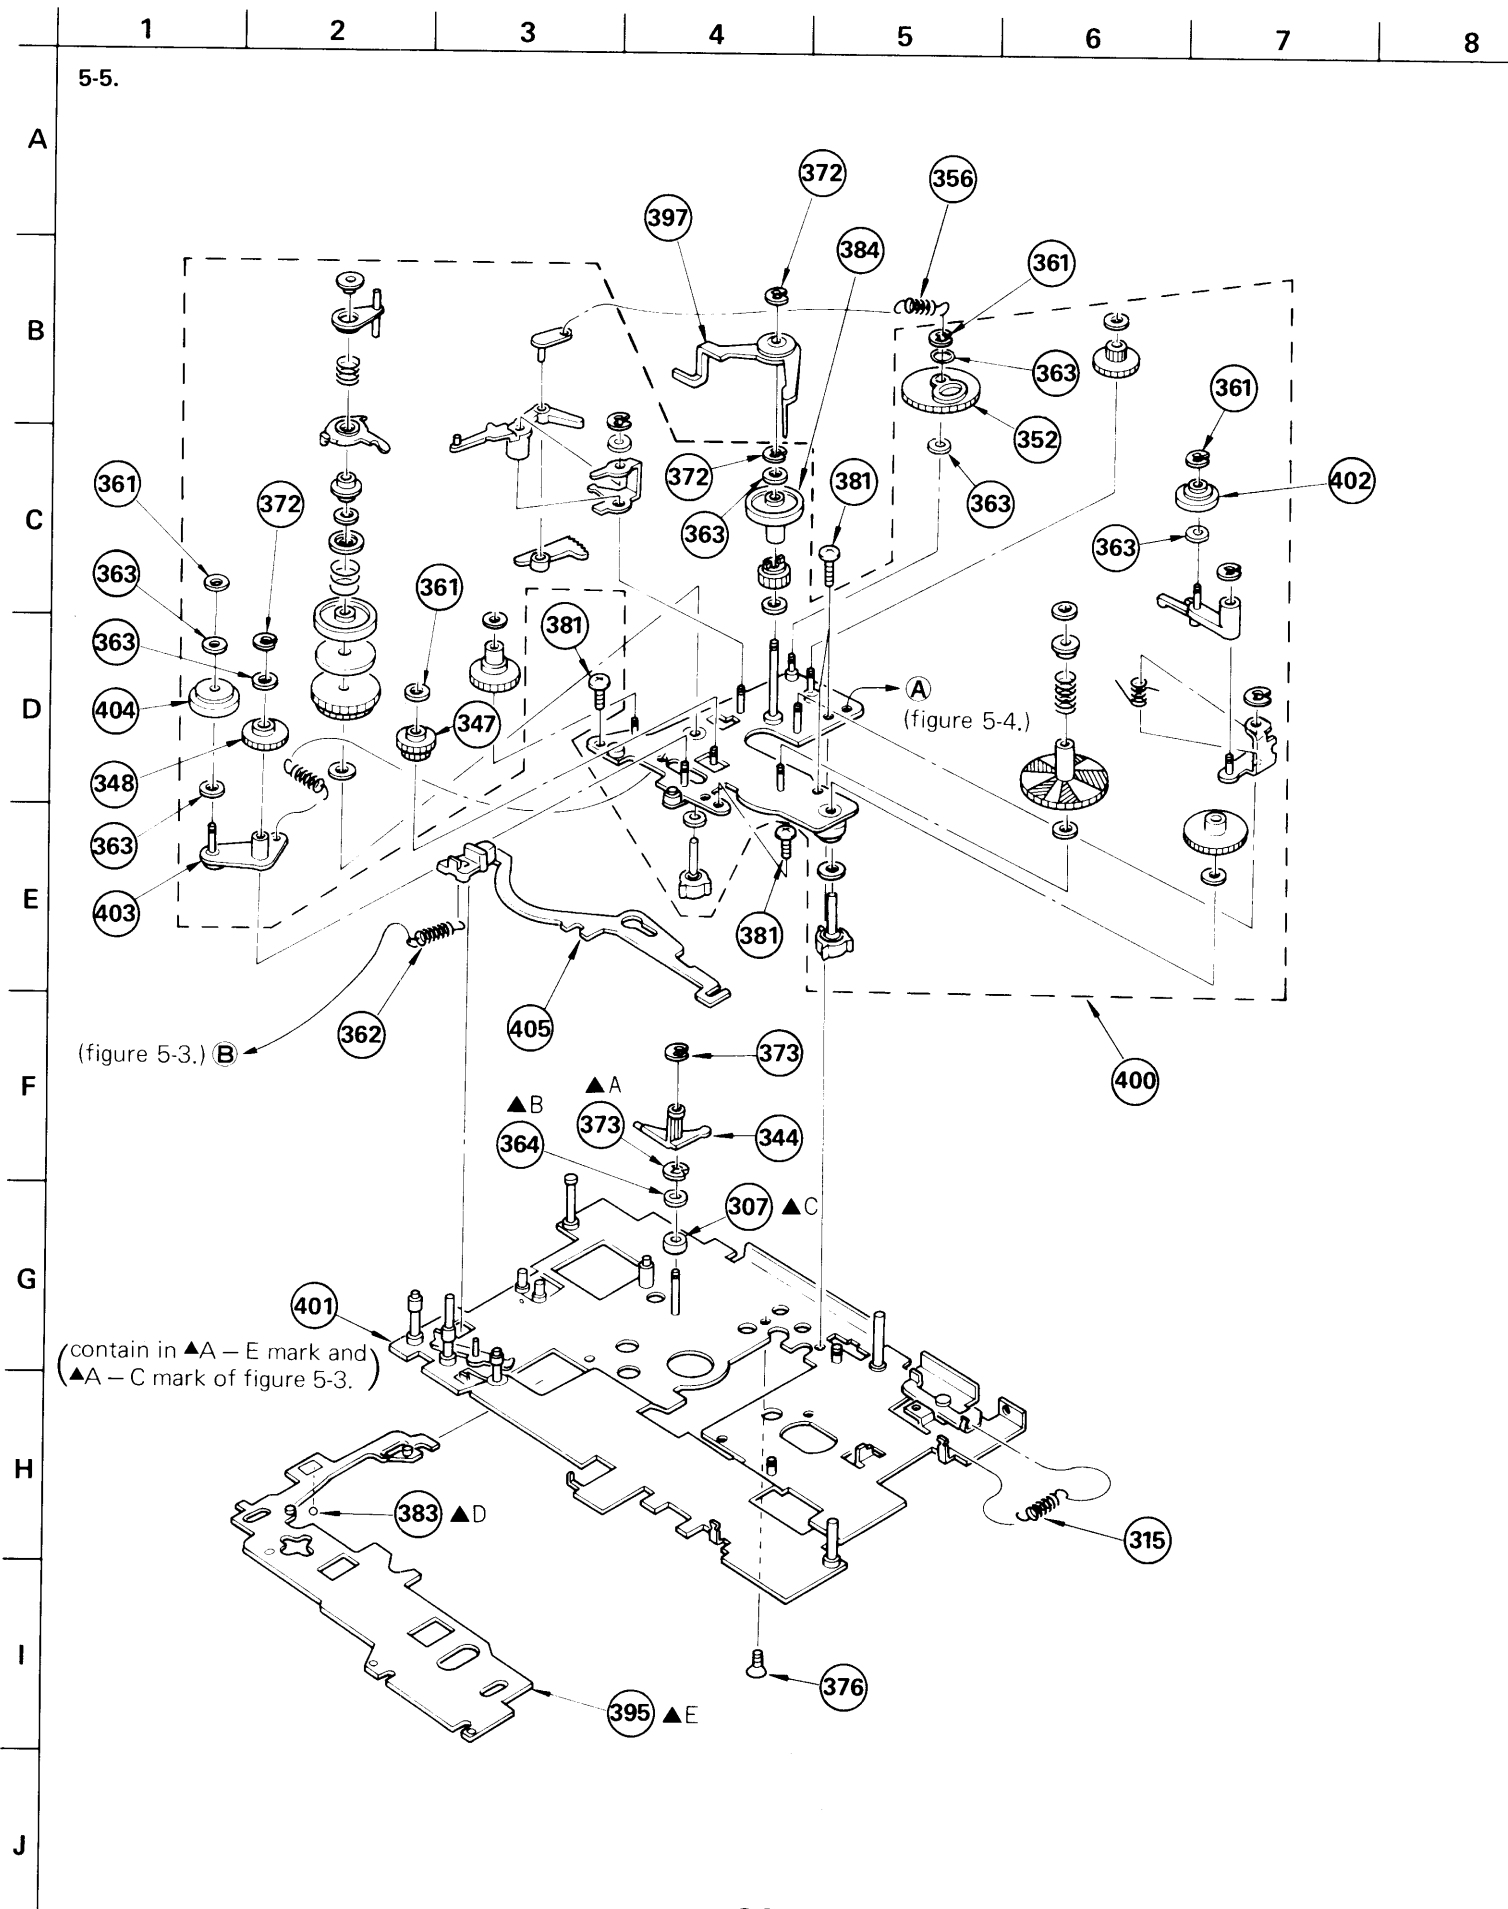 1 2 3 4 5 6 7 8
5-5.
A
372
356
397
384
361
B
363
361
352
361
372
372
381
402
C
363
363
363
363
361
381
363
404
347
A
D
(figure 5-4.)
348
363
403
381
E
362
405
(figure 5-3.) B
373
400
F
▲A
▲B
373
344
364
307 ▲C
G
401
(contain in ▲A – E mark and
▲A – C mark of figure 5-3.)
H
383 ▲D
315
I
376
395 ▲E
J